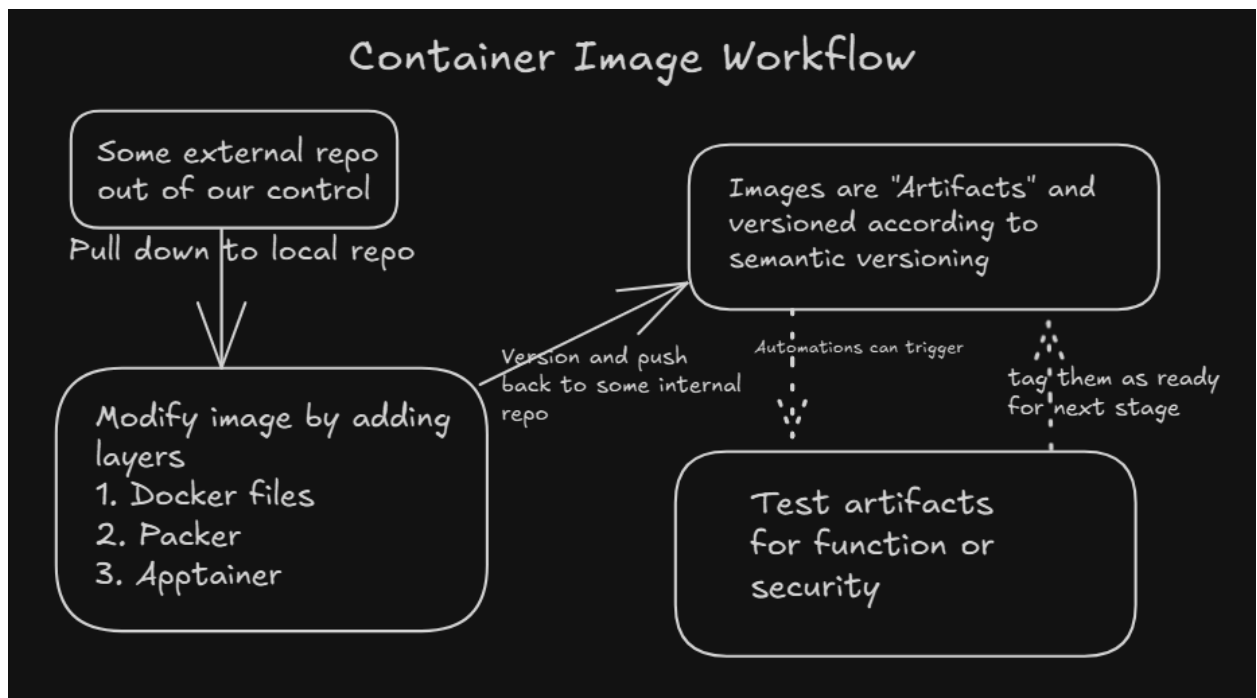 Container Image Workflow
Some external repo
out of our control
Pull down to local repo
Modify image by adding
layers
1. Docker files
2. Packer
3. Apptainer
Version and push
back to some internal
repo
Images are "Artifacts" and
versioned according to
semantic versioning
Automations can trigger
tag them as ready
for next stage
Test artifacts
for function or
security